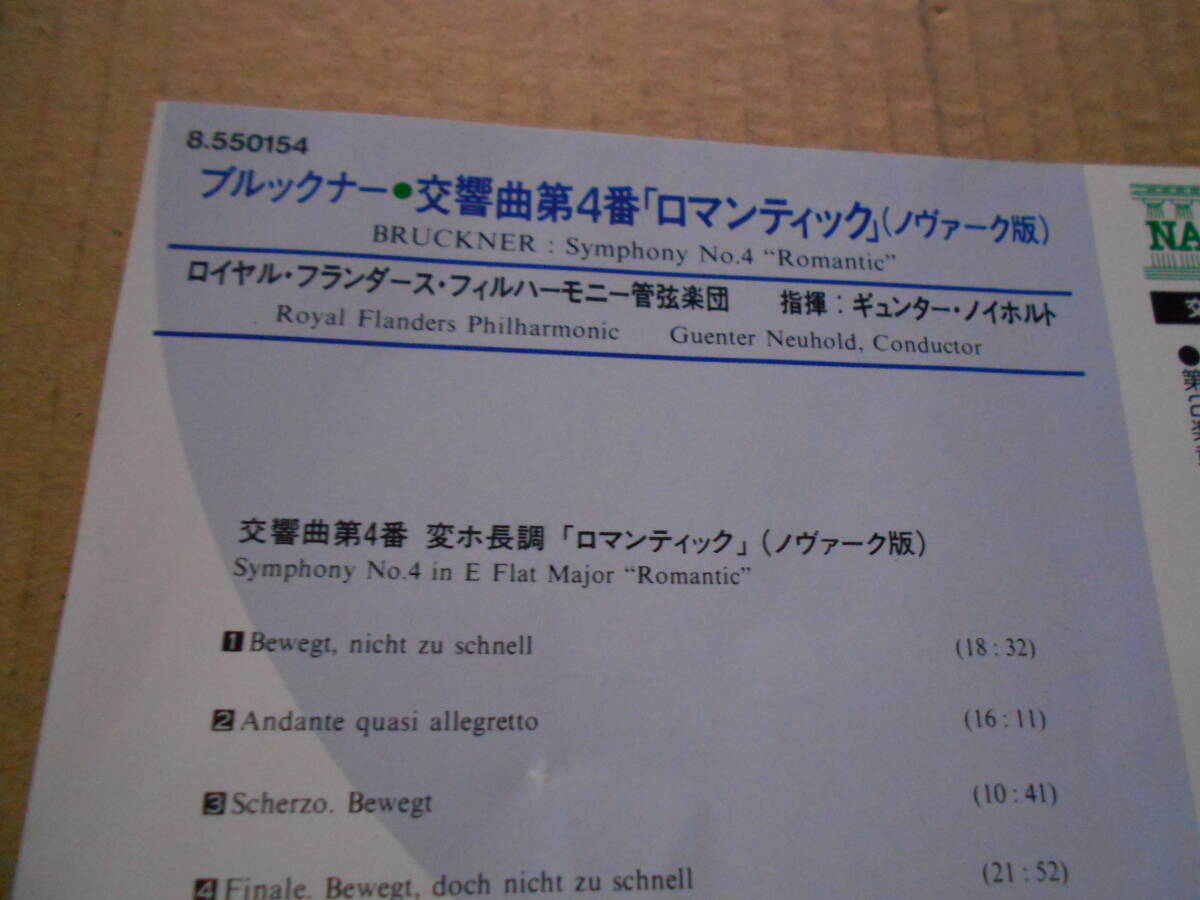 8.550154
ブルックナー●交響曲第4番「ロマンティック」(ノヴァーク版)
BRUCKNER : Symphony No.4 “Romantic”
ロイヤル・フランダース・フィルハーモニー管弦楽団　指揮：ギュンター・ノイホルト
Royal Flanders Philharmonic　Guenter Neuhold, Conductor
交響曲第4番 変ホ長調「ロマンティック」(ノヴァーク版)
Symphony No.4 in E Flat Major “Romantic”
1 Bewegt, nicht zu schnell (18:32)
2 Andante quasi allegretto (16:11)
3 Scherzo. Bewegt (10:41)
4 Finale. Bewegt, doch nicht zu schnell (21:52)
NA